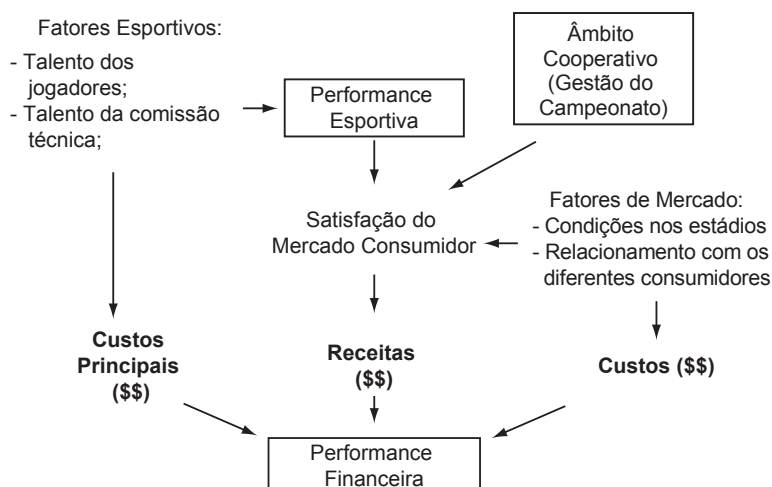 Fatores Esportivos:
- Talento dos
jogadores;
- Talento da comissão
técnica;
Performance
Esportiva
Âmbito
Cooperativo
(Gestão do
Campeonato)
Satisfação do
Mercado Consumidor
Fatores de Mercado:
- Condições nos estádios
- Relacionamento com os
diferentes consumidores
Custos
Principais
($$)
Receitas
($$)
Custos ($$)
Performance
Financeira